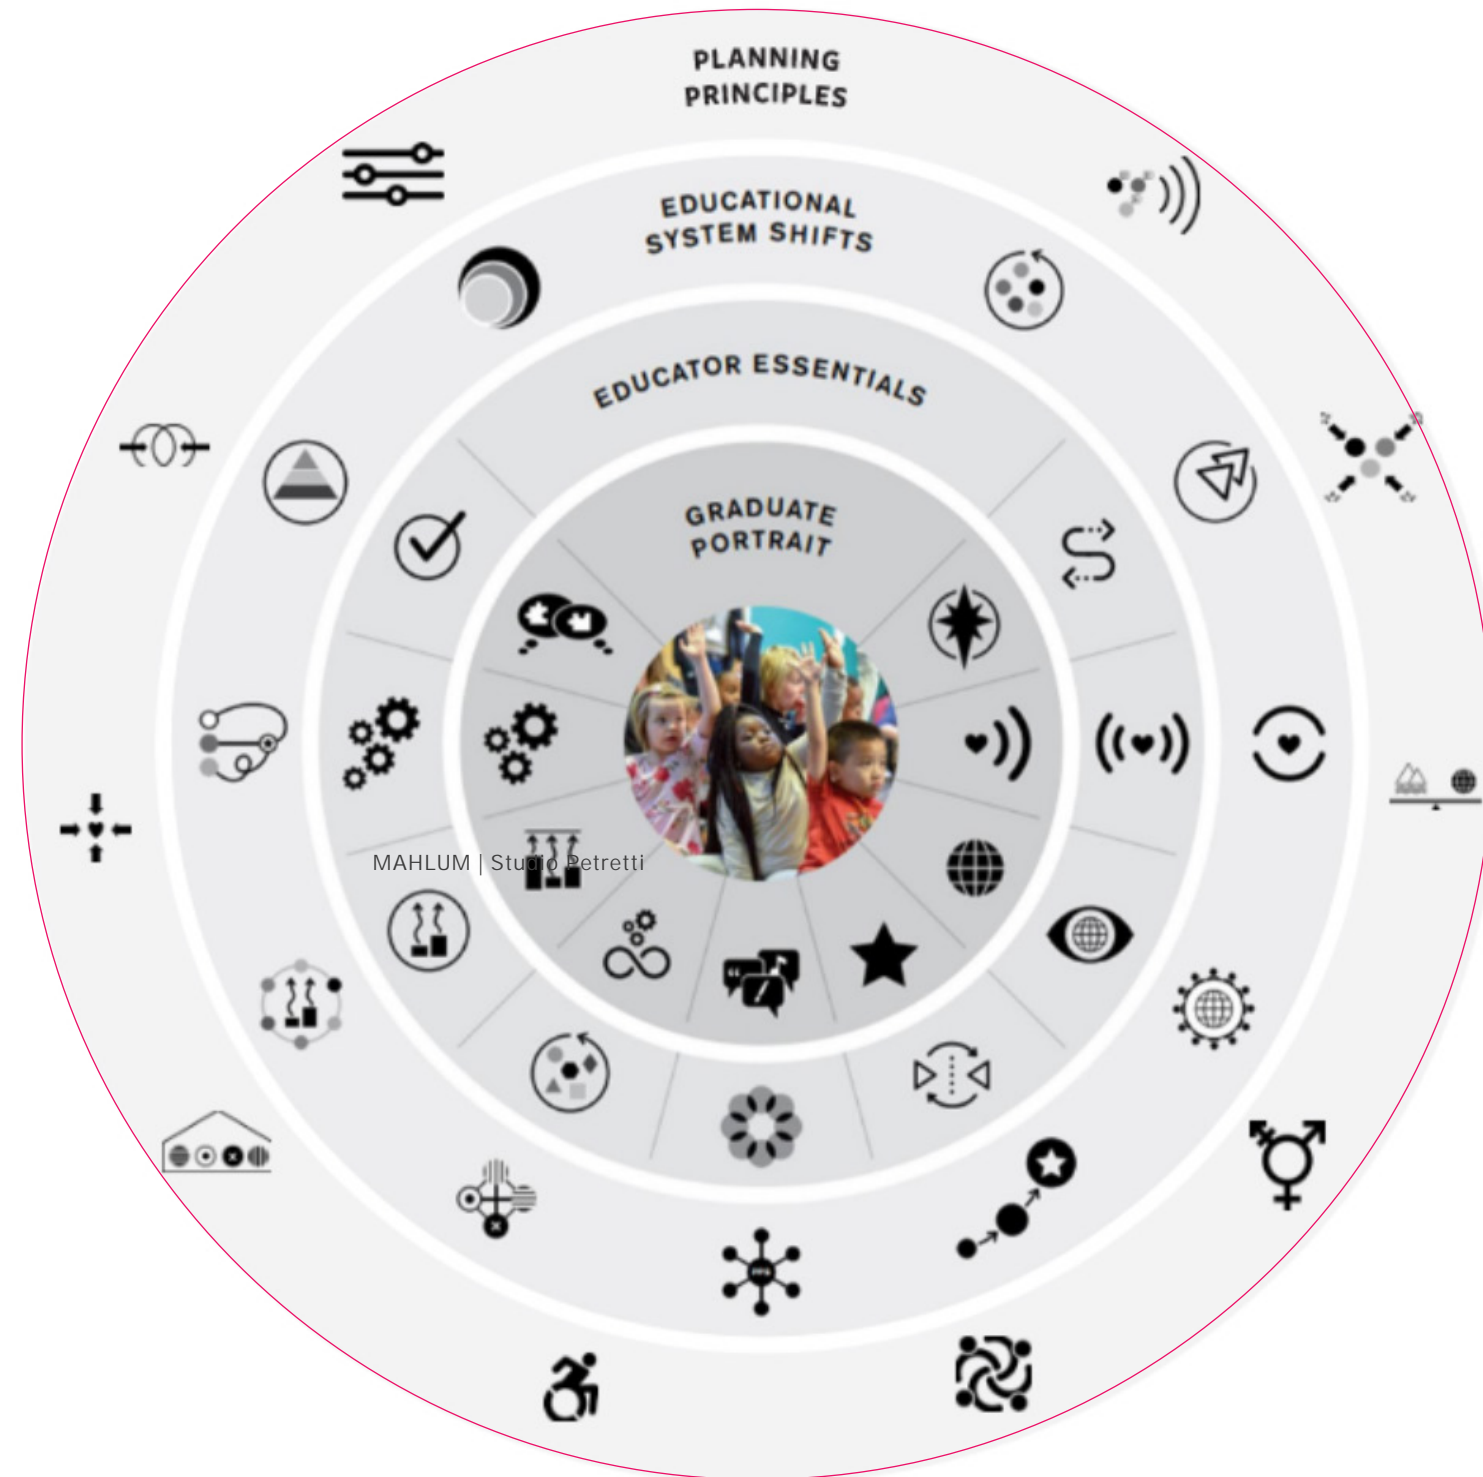 PLANNING
PRINCIPLES
EDUCATIONAL
SYSTEM SHIFTS
EDUCATOR ESSENTIALS
GRADUATE
PORTRAIT
MAHLUM | Studio Petretti